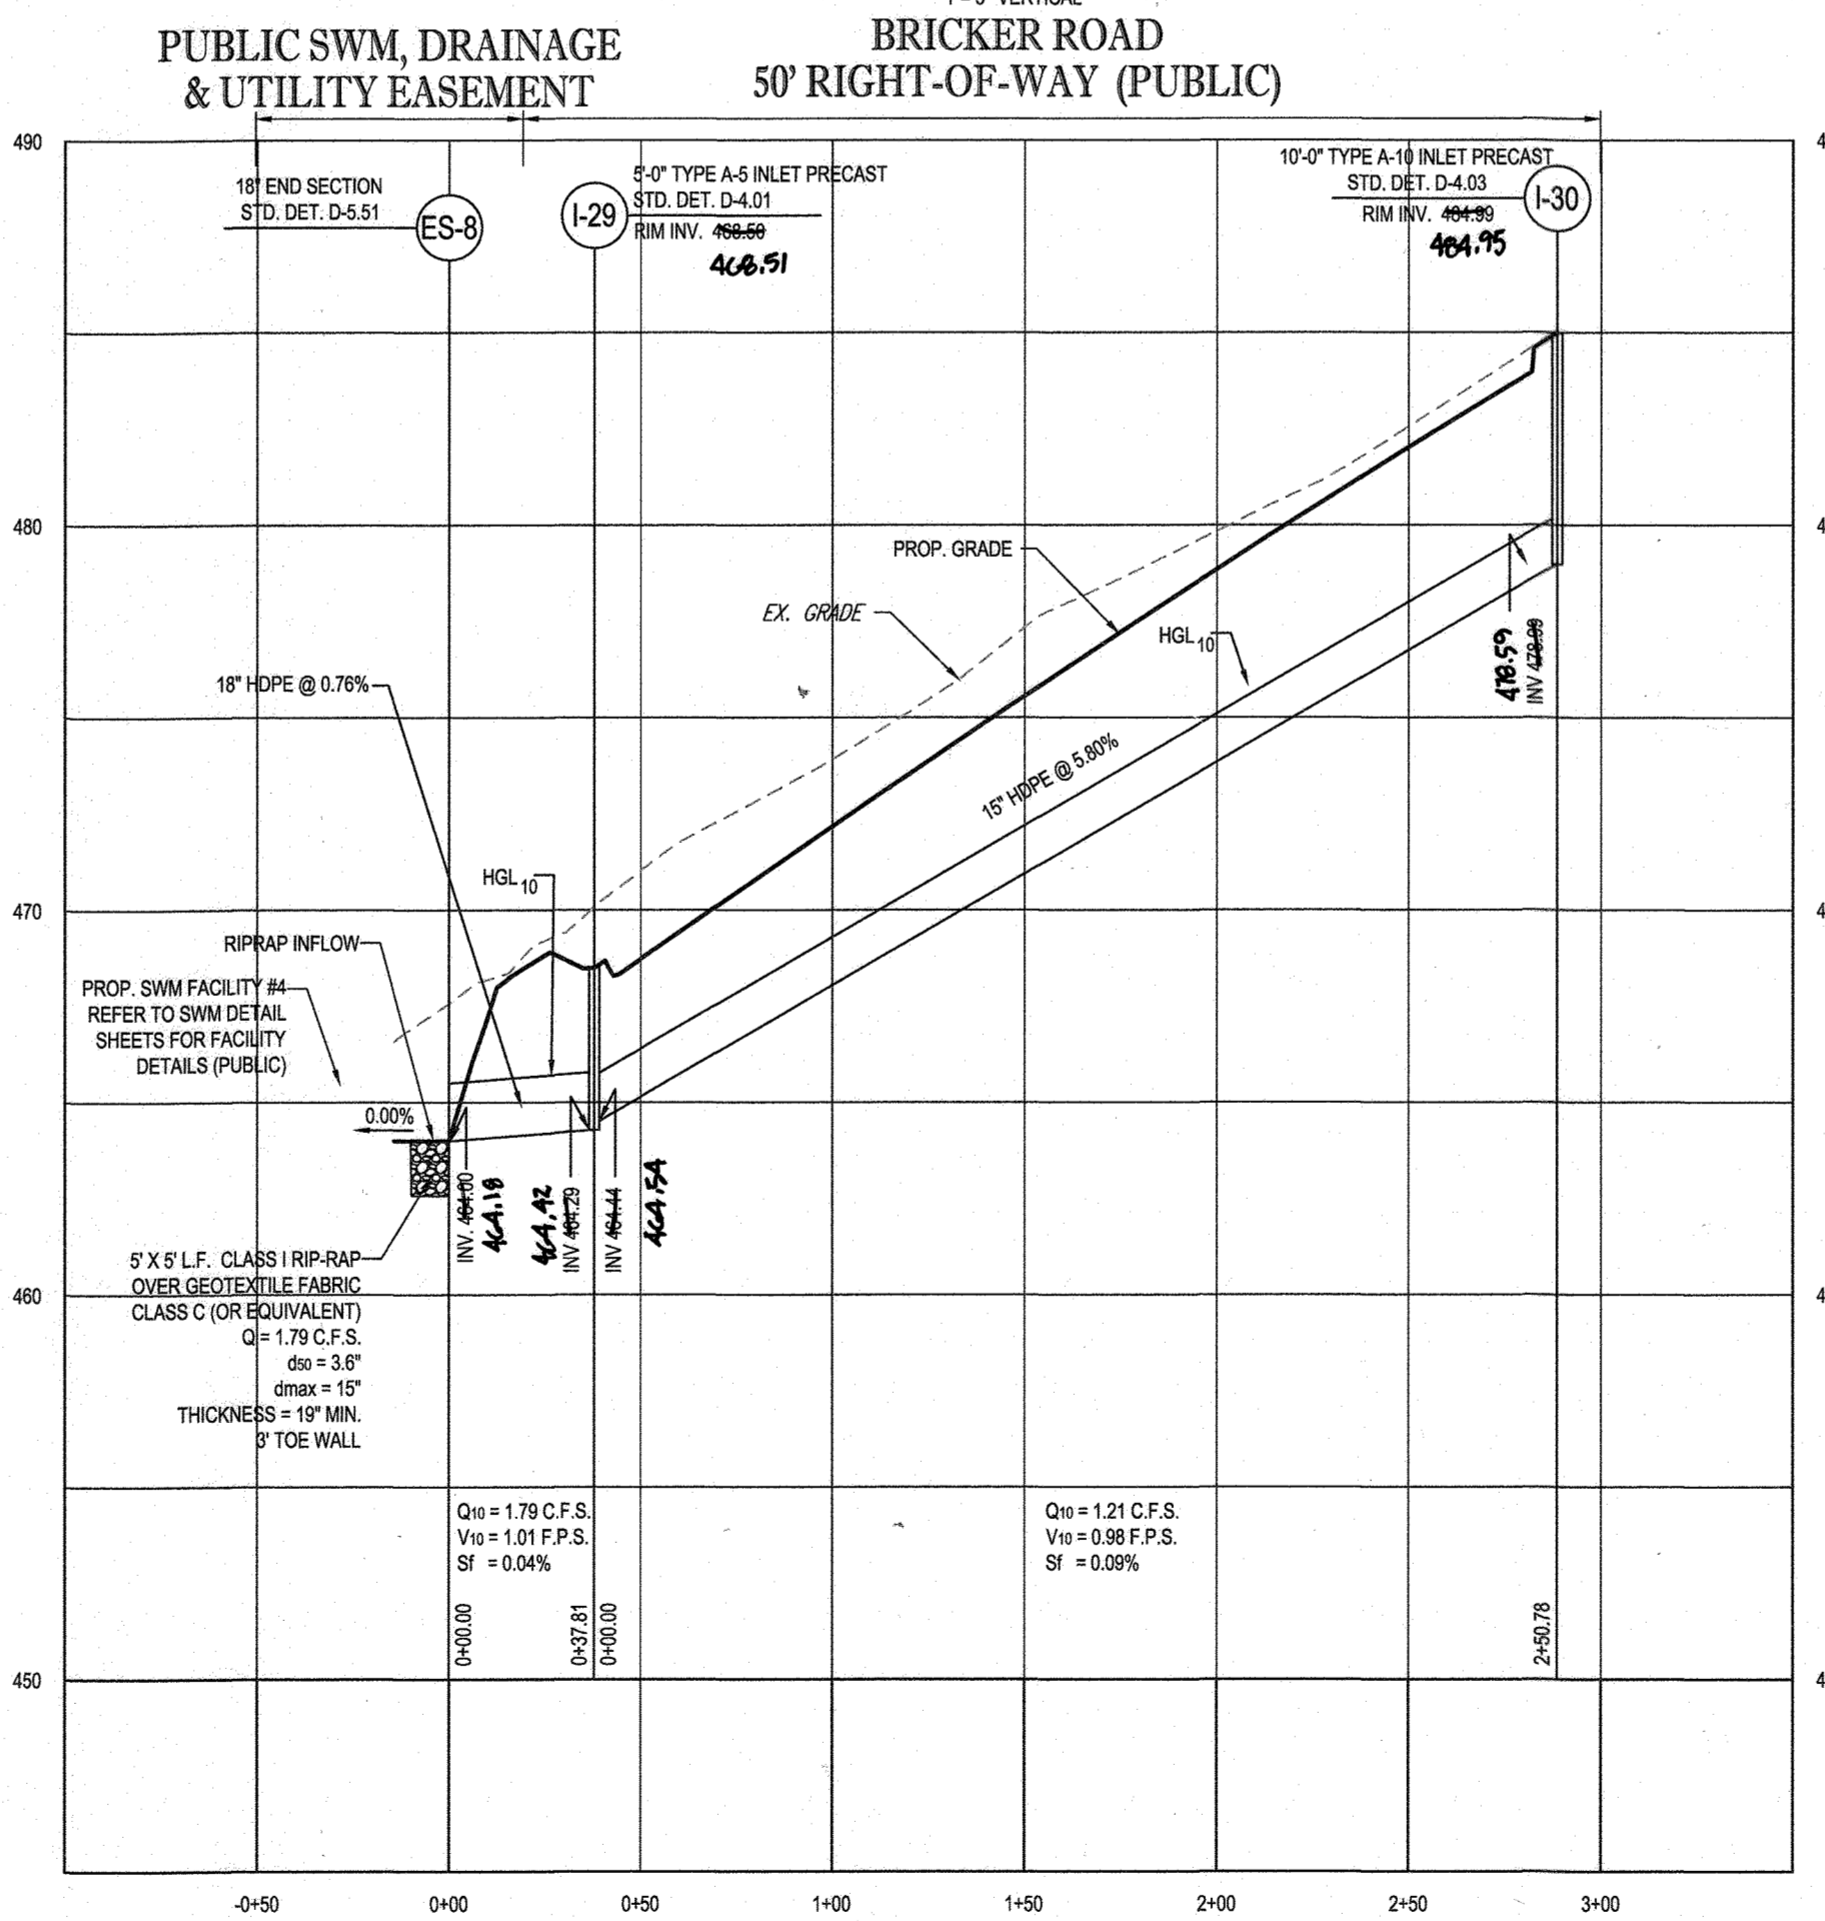 PUBLIC SWM, DRAINAGE
& UTILITY EASEMENT
BRICKER ROAD
50' RIGHT-OF-WAY (PUBLIC)
490
18" END SECTION
STD. DET. D-5.51
ES-8
I-29
5'-0" TYPE A-5 INLET PRECAST
STD. DET. D-4.01
RIM INV. 468.50
468.51
10'-0" TYPE A-10 INLET PRECAST
STD. DET. D-4.03
RIM INV. 484.99
484.95
I-30
480
PROP. GRADE
EX. GRADE
HGL10
478.59
INV 478.99
18" HDPE @ 0.76%
15" HDPE @ 5.80%
HGL10
470
RIPRAP INFLOW
PROP. SWM FACILITY #4
REFER TO SWM DETAIL
SHEETS FOR FACILITY
DETAILS (PUBLIC)
0.00%
INV. 464.00
464.18
464.42
INV 464.29
INV 464.44
464.54
460
5' X 5' L.F. CLASS I RIP-RAP
OVER GEOTEXTILE FABRIC
CLASS C (OR EQUIVALENT)
Q = 1.79 C.F.S.
d50 = 3.6"
dmax = 15"
THICKNESS = 19" MIN.
3' TOE WALL
Q10 = 1.79 C.F.S.
V10 = 1.01 F.P.S.
Sf = 0.04%
Q10 = 1.21 C.F.S.
V10 = 0.98 F.P.S.
Sf = 0.09%
0+00.00
0+37.81
0+00.00
2+50.78
450
-0+50
0+00
0+50
1+00
1+50
2+00
2+50
3+00